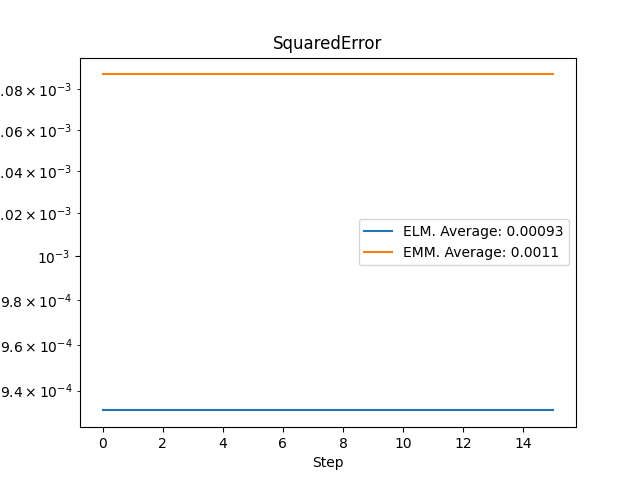 SquaredError
.08 × 10⁻³
.06 × 10⁻³
.04 × 10⁻³
.02 × 10⁻³
10⁻³
9.8 × 10⁻⁴
9.6 × 10⁻⁴
9.4 × 10⁻⁴
ELM. Average: 0.00093
EMM. Average: 0.0011
0 2 4 6 8 10 12 14
Step